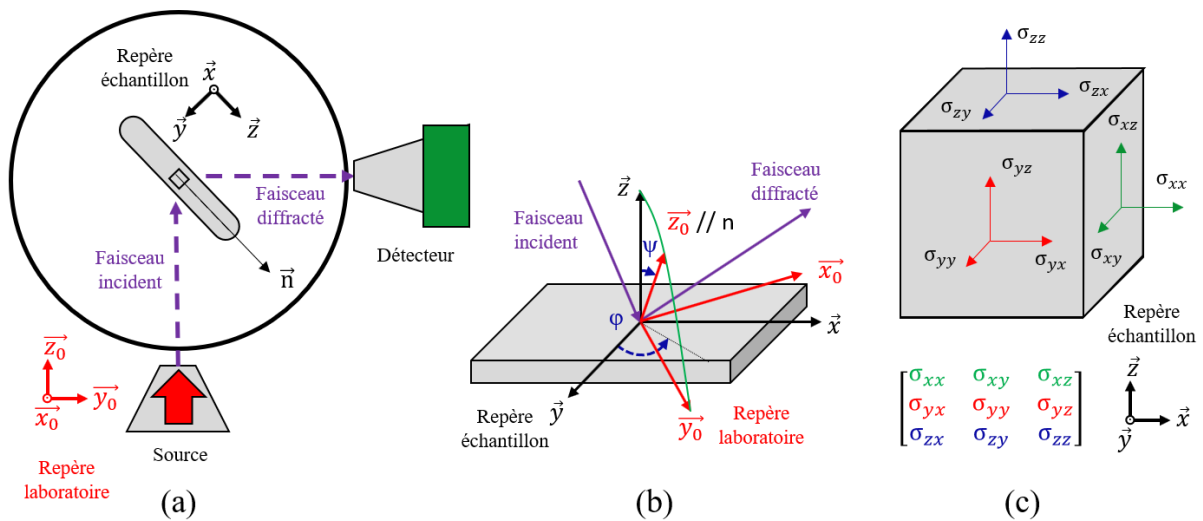 Repère
échantillon
x⃗
y⃗
z⃗
Faisceau
diffracté
Détecteur
Faisceau
incident
n⃗
z₀⃗
y₀⃗
x₀⃗
Source
Repère
laboratoire
(a)
z⃗
z₀⃗ // n
Faisceau
diffracté
Faisceau
incident
ψ
x₀⃗
φ
x⃗
Repère
échantillon
y⃗
y₀⃗
Repère
laboratoire
(b)
σzz
σzx
σzy
σxz
σxx
σxy
σyz
σyy
σyx
Repère
échantillon
z⃗
x⃗
y⃗
σxx σxy σxz
σyx σyy σyz
σzx σzy σzz
(c)